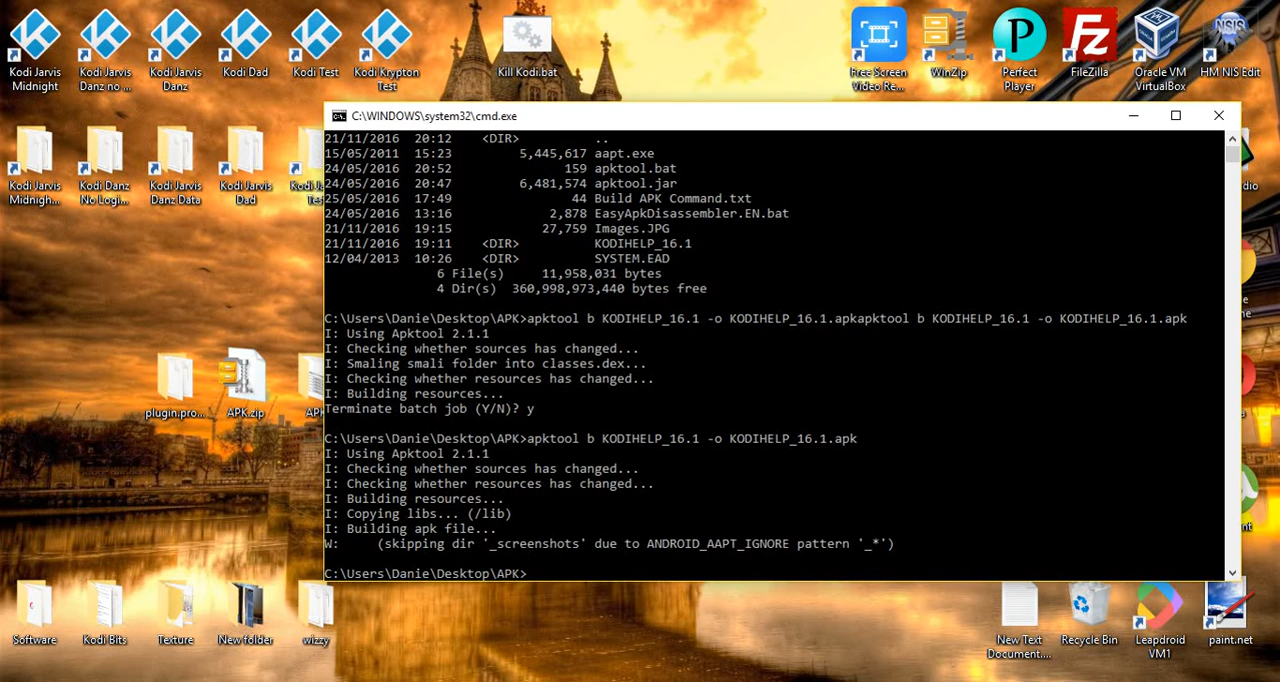 Kodi Jarvis
Midnight
Kodi Jarvis
Danz no ...
Kodi Jarvis
Danz
Kodi Dad
Kodi Test
Kodi Krypton
Test
Kill Kodi.bat
Free Screen
Video Re...
WinZip
P
Perfect
Player
Fz
FileZilla
Oracle VM
VirtualBox
NSIS
HM NIS Edit
C:\WINDOWS\system32\cmd.exe
21/11/2016 20:12 <DIR> ..
15/05/2011 15:23 5,445,617 aapt.exe
24/05/2016 20:52 159 apktool.bat
24/05/2016 20:47 6,481,574 apktool.jar
25/05/2016 17:49 44 Build APK Command.txt
24/05/2016 13:16 2,878 EasyApkDisassembler.EN.bat
21/11/2016 19:15 27,759 Images.JPG
21/11/2016 19:11 <DIR> KODIHELP_16.1
12/04/2013 10:26 <DIR> SYSTEM.EAD
6 File(s) 11,958,031 bytes
4 Dir(s) 360,998,973,440 bytes free
C:\Users\Danie\Desktop\APK>apktool b KODIHELP_16.1 -o KODIHELP_16.1.apkapktool b KODIHELP_16.1 -o KODIHELP_16.1.apk
I: Using Apktool 2.1.1
I: Checking whether sources has changed...
I: Smaling smali folder into classes.dex...
I: Checking whether resources has changed...
I: Building resources...
Terminate batch job (Y/N)? y
C:\Users\Danie\Desktop\APK>apktool b KODIHELP_16.1 -o KODIHELP_16.1.apk
I: Using Apktool 2.1.1
I: Checking whether sources has changed...
I: Checking whether resources has changed...
I: Building resources...
I: Copying libs... (/lib)
I: Building apk file...
W: (skipping dir '_screenshots' due to ANDROID_AAPT_IGNORE pattern '_*')
C:\Users\Danie\Desktop\APK>
Kodi Jarvis
Midnigh...
Kodi Danz
No Logi...
Kodi Jarvis
Danz Data
Kodi Jarvis
Dad
plugin.pro...
APK.zip
Software
Kodi Bits
Texture
New folder
wizzy
New Text
Document....
Recycle Bin
Leapdroid
VM1
paint.net